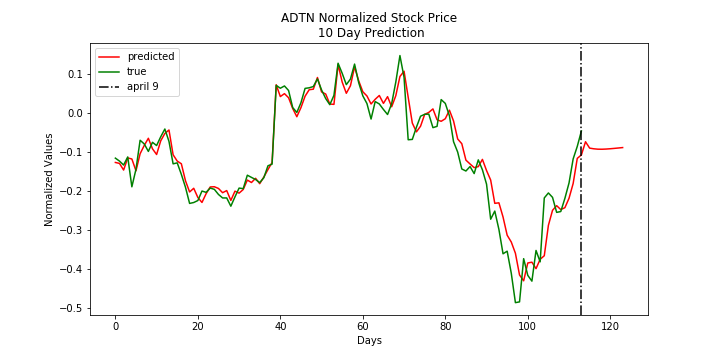 ADTN Normalized Stock Price
10 Day Prediction
predicted
true
april 9
Normalized Values
0.1
0.0
−0.1
−0.2
−0.3
−0.4
−0.5
0 20 40 60 80 100 120
Days